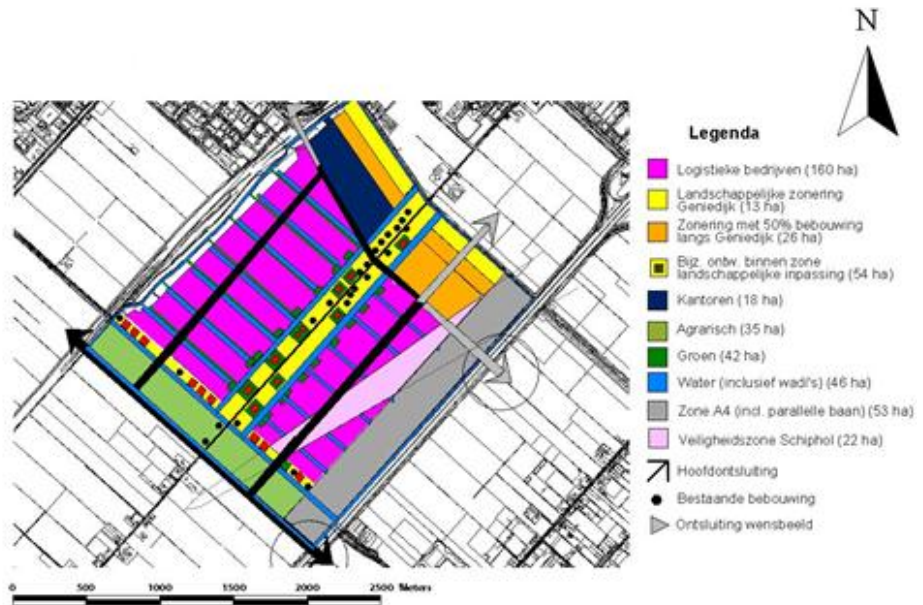 N
Legenda
Logistieke bedrijven (160 ha)
Landschappelijke zonering
Geniedijk (13 ha)
Zonering met 50% bebouwing
langs Geniedijk (26 ha)
Bijz. ontw. binnen zone
landschappelijke inpassing (54 ha)
Kantoren (18 ha)
Agrarisch (35 ha)
Groen (42 ha)
Water (inclusief wadi's) (46 ha)
Zone A4 (incl. parallelle baan) (53 ha)
Veiligheidszone Schiphol (22 ha)
Hoofdontsluiting
Bestaande bebouwing
Ontsluiting wensbeeld
0 500 1000 1500 2000 2500 Meters